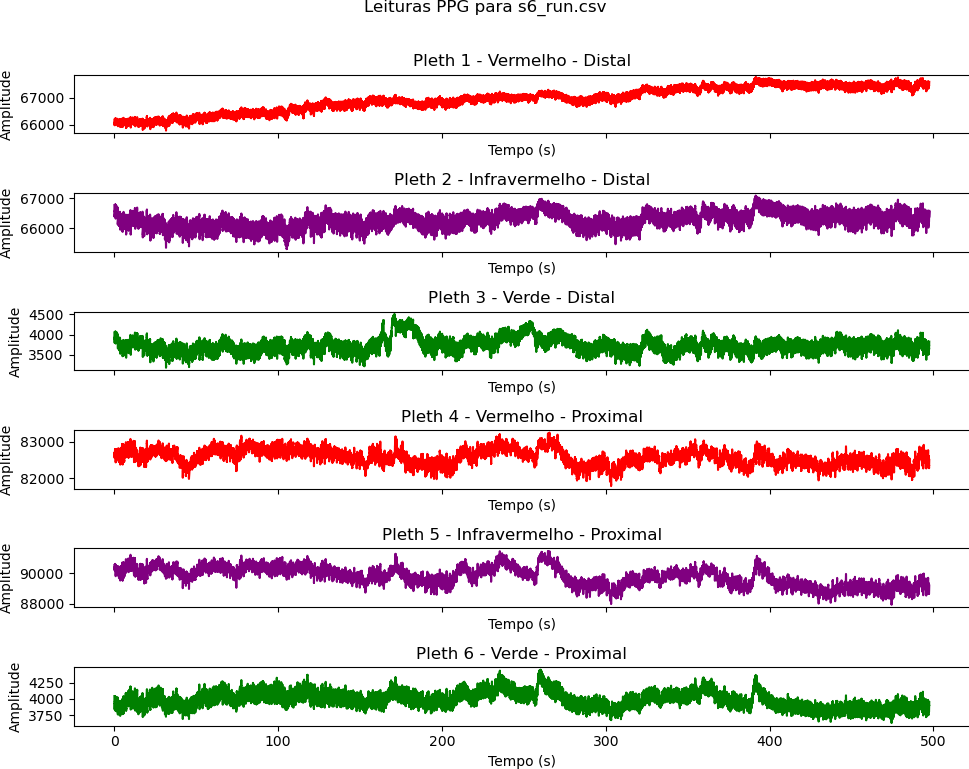 Leituras PPG para s6_run.csv
Pleth 1 - Vermelho - Distal
Amplitude
67000
66000
Tempo (s)
Pleth 2 - Infravermelho - Distal
Amplitude
67000
66000
Tempo (s)
Pleth 3 - Verde - Distal
Amplitude
4500
4000
3500
Tempo (s)
Pleth 4 - Vermelho - Proximal
Amplitude
83000
82000
Tempo (s)
Pleth 5 - Infravermelho - Proximal
Amplitude
90000
88000
Tempo (s)
Pleth 6 - Verde - Proximal
Amplitude
4250
4000
3750
0 100 200 300 400 500
Tempo (s)